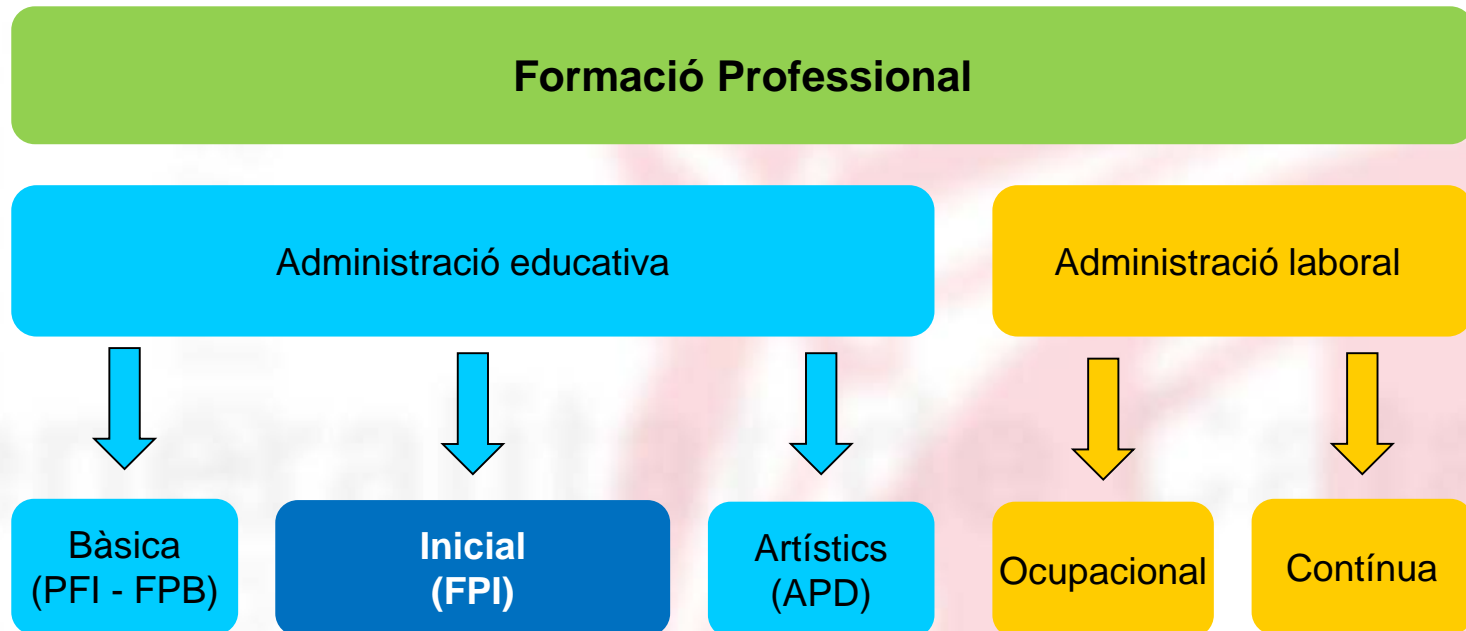 Formació Professional
Administració educativa
Administració laboral
Bàsica
(PFI - FPB)
Inicial
(FPI)
Artístics
(APD)
Ocupacional
Contínua